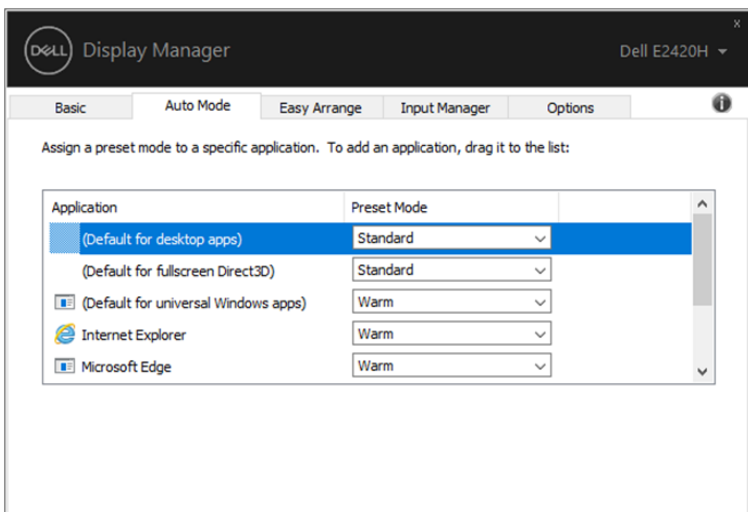 x
DELL Display Manager Dell E2420H
Basic Auto Mode Easy Arrange Input Manager Options i
Assign a preset mode to a specific application. To add an application, drag it to the list:
Application Preset Mode
(Default for desktop apps) Standard
(Default for fullscreen Direct3D) Standard
(Default for universal Windows apps) Warm
Internet Explorer Warm
Microsoft Edge Warm